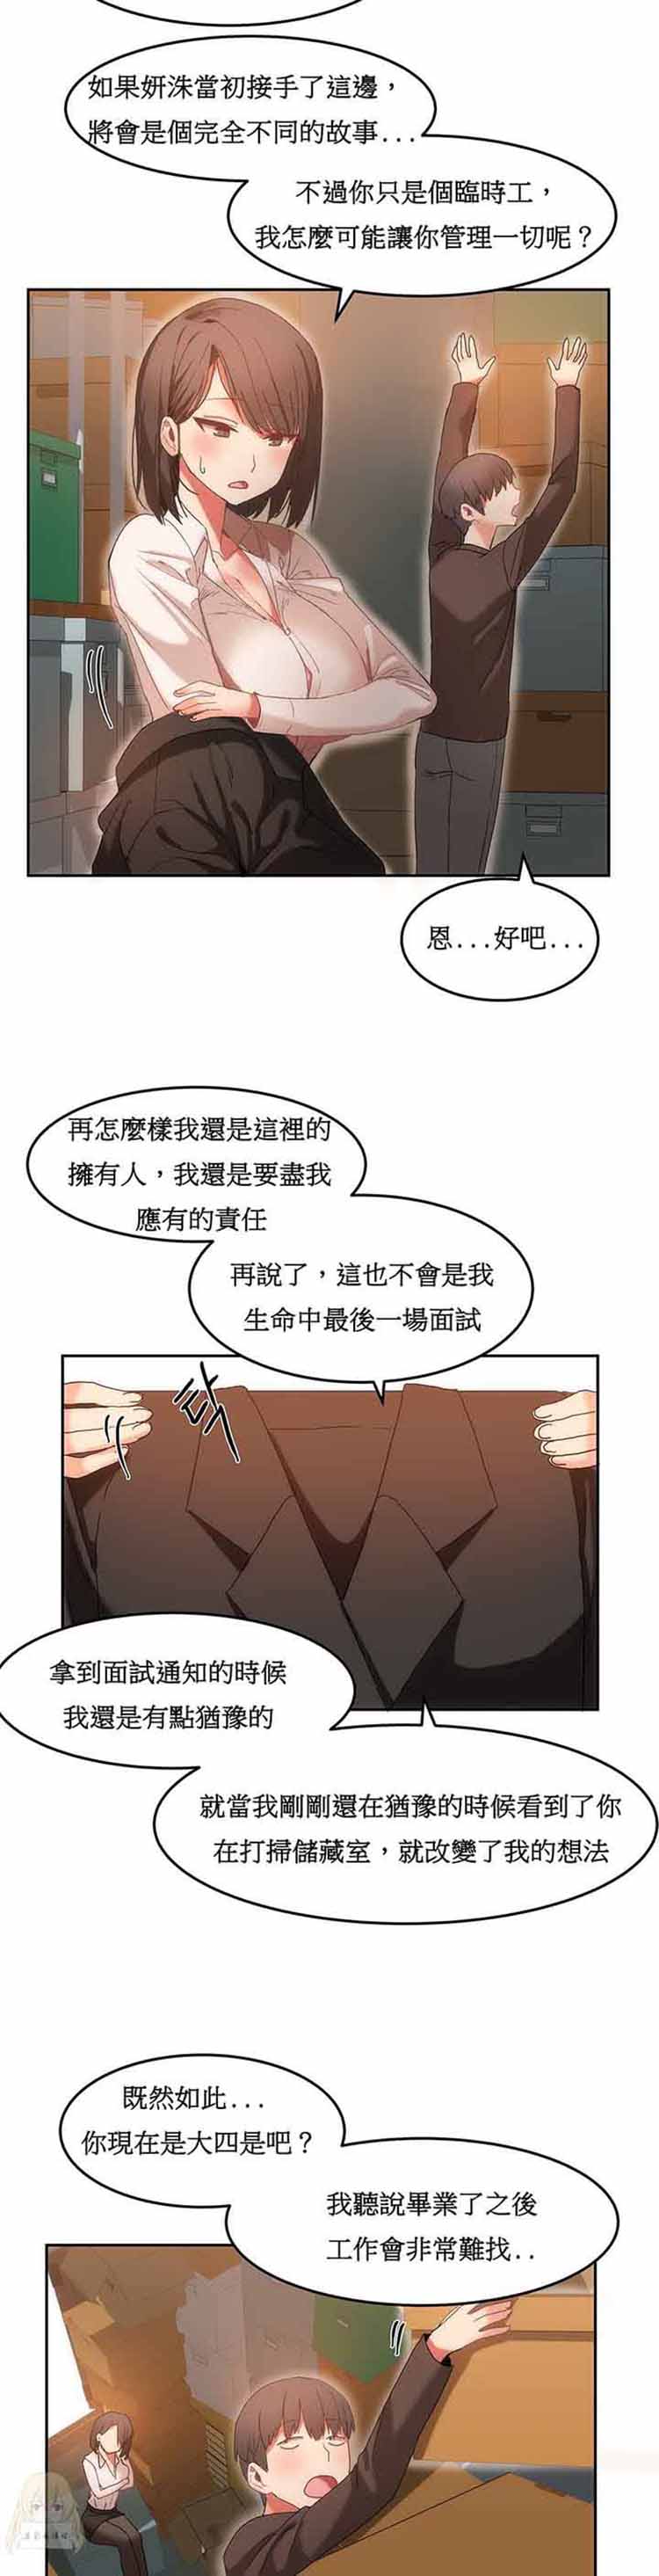 如果妍洙當初接手了這邊，
將會是個完全不同的故事...
不過你只是個臨時工，
我怎麼可能讓你管理一切呢？
恩...好吧...
再怎麼樣我還是這裡的
擁有人，我還是要盡我
應有的責任
再說了，這也不會是我
生命中最後一場面試
拿到面試通知的時候
我還是有點猶豫的
就當我剛剛還在猶豫的時候看到了你
在打掃儲藏室，就改變了我的想法
既然如此...
你現在是大四是吧？
我聽說畢業了之後
工作會非常難找..